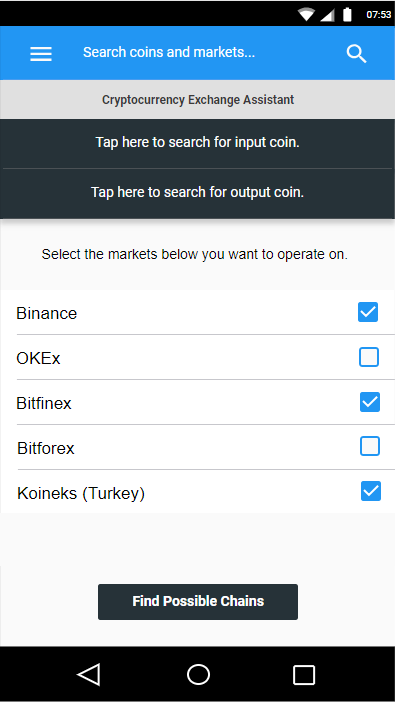 07:53
Search coins and markets...
Cryptocurrency Exchange Assistant
Tap here to search for input coin.
Tap here to search for output coin.
Select the markets below you want to operate on.
Binance
OKEx
Bitfinex
Bitforex
Koineks (Turkey)
Find Possible Chains